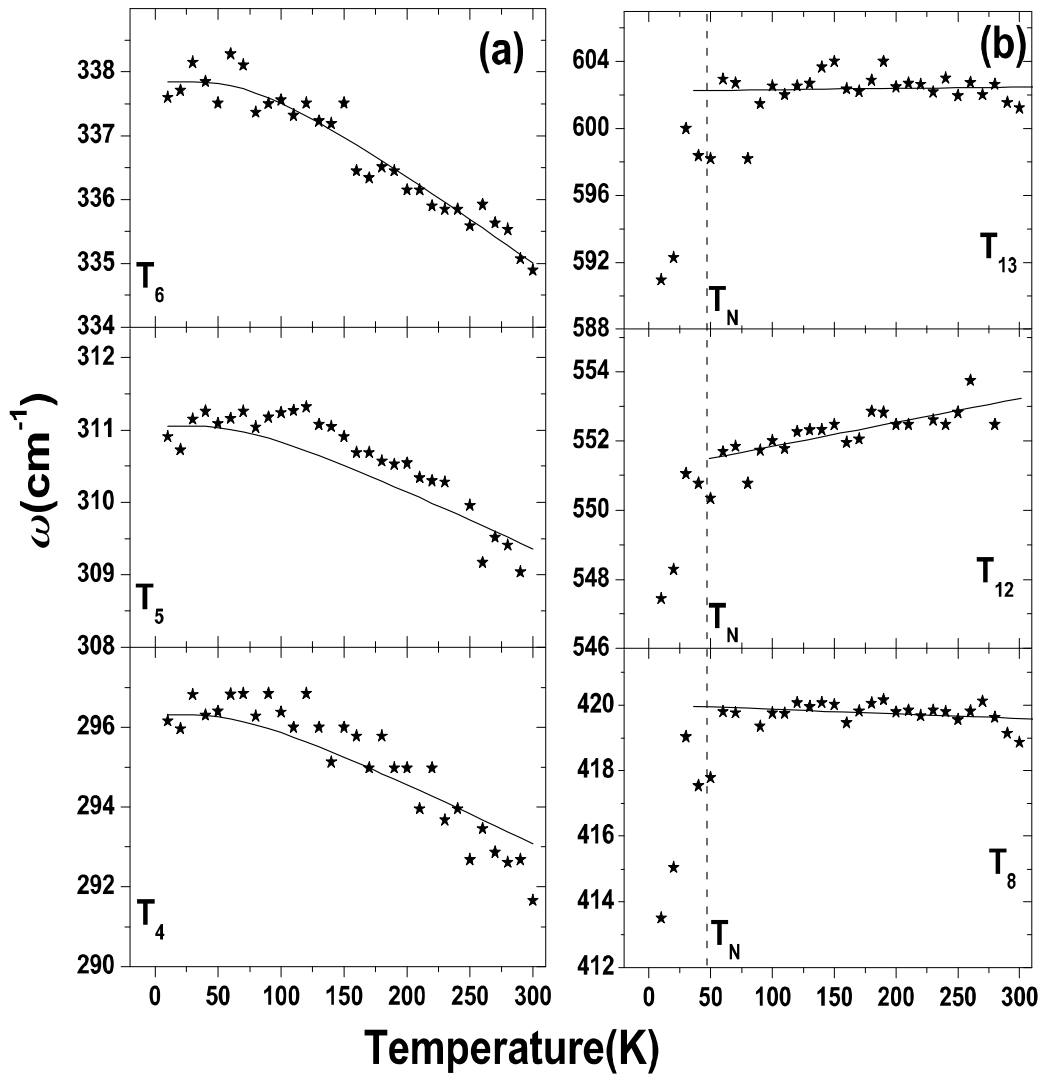 (a)
338
337
336
335
334
T6
312
311
310
309
308
T5
296
294
292
290
T4
0 50 100 150 200 250 300
ω(cm-1)
(b)
604
600
596
592
588
T13
TN
554
552
550
548
546
T12
TN
420
418
416
414
412
T8
TN
0 50 100 150 200 250 300
Temperature(K)